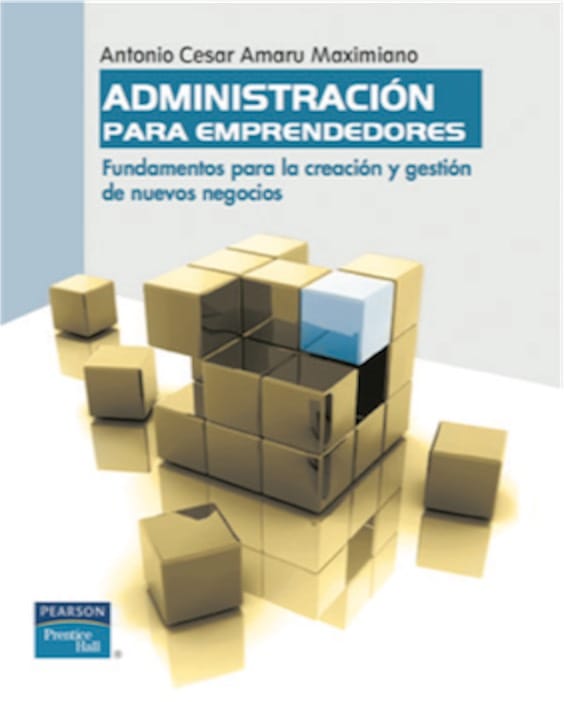 Antonio Cesar Amaru Maximiano
ADMINISTRACIÓN
PARA EMPRENDEDORES
Fundamentos para la creación y gestión
de nuevos negocios
PEARSON
Prentice
Hall
®